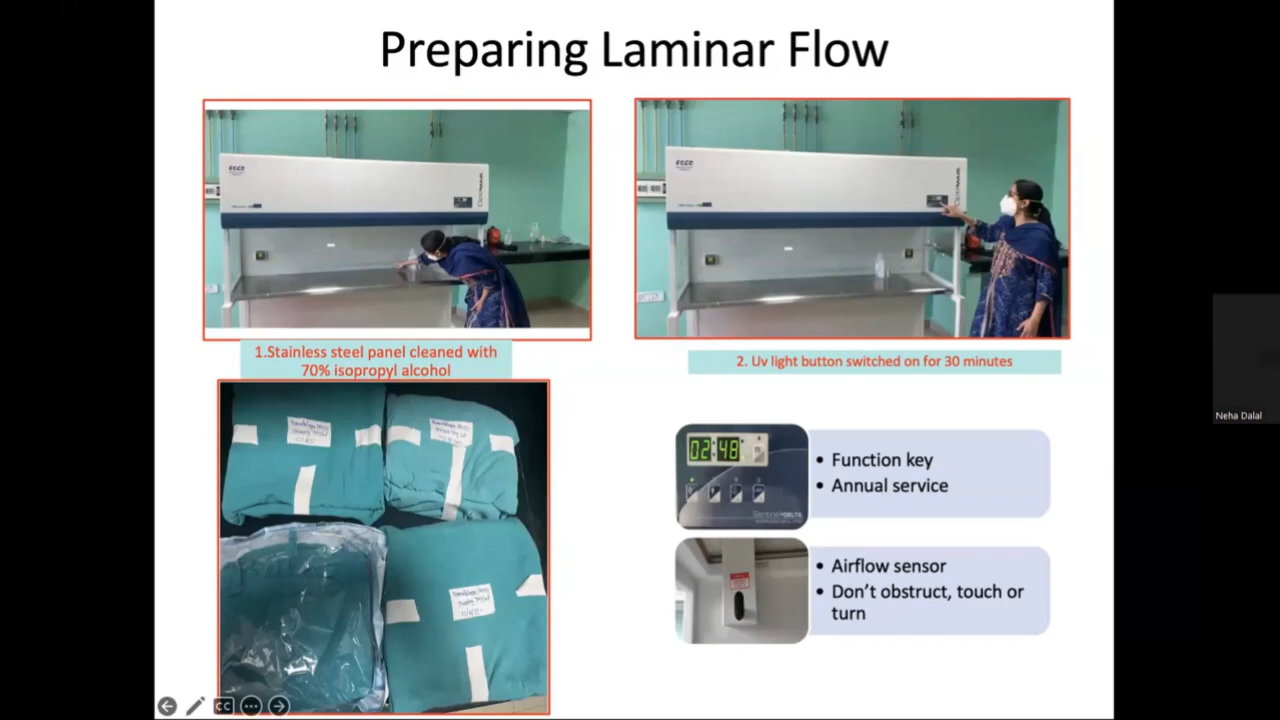 Preparing Laminar Flow
1.Stainless steel panel cleaned with
70% isopropyl alcohol
2. Uv light button switched on for 30 minutes
02:48
• Function key
• Annual service
• Airflow sensor
• Don't obstruct, touch or
turn
Neha Dalal
CC